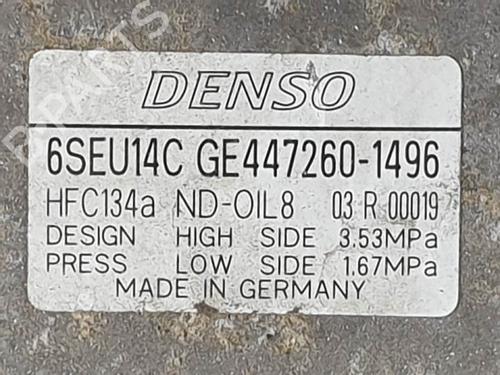 DENSO
6SEU14C GE447260-1496
HFC134a ND-OIL8 03 R 00019
DESIGN HIGH SIDE 3.53MPa
PRESS LOW SIDE 1.67MPa
MADE IN GERMANY